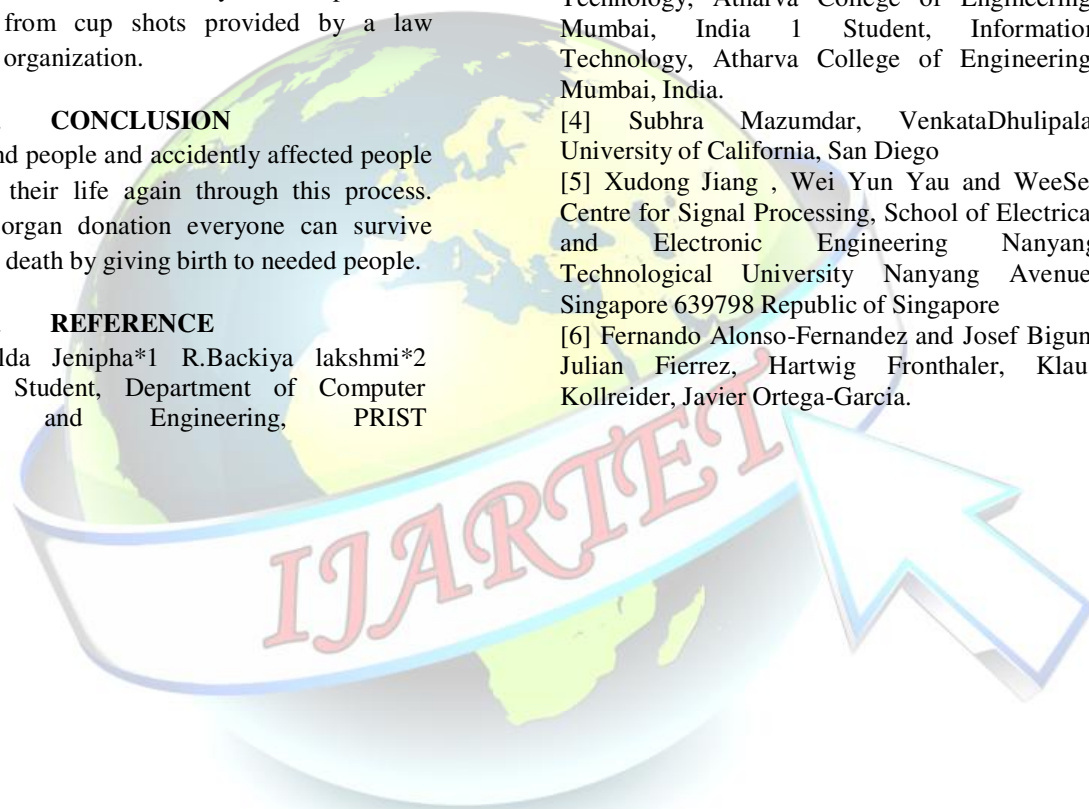 from cup shots provided by a law
organization.
CONCLUSION
nd people and accidently affected people
their life again through this process.
organ donation everyone can survive
death by giving birth to needed people.
REFERENCE
lda Jenipha*1 R.Backiya lakshmi*2
Student, Department of Computer
and Engineering, PRIST
Technology, Atharva College of Engineering
Mumbai, India 1 Student, Information
Technology, Atharva College of Engineering
Mumbai, India.
[4] Subhra Mazumdar, VenkataDhulipala
University of California, San Diego
[5] Xudong Jiang , Wei Yun Yau and WeeSe
Centre for Signal Processing, School of Electrica
and Electronic Engineering Nanyang
Technological University Nanyang Avenue
Singapore 639798 Republic of Singapore
[6] Fernando Alonso-Fernandez and Josef Bigun
Julian Fierrez, Hartwig Fronthaler, Klau
Kollreider, Javier Ortega-Garcia.
IJARTET